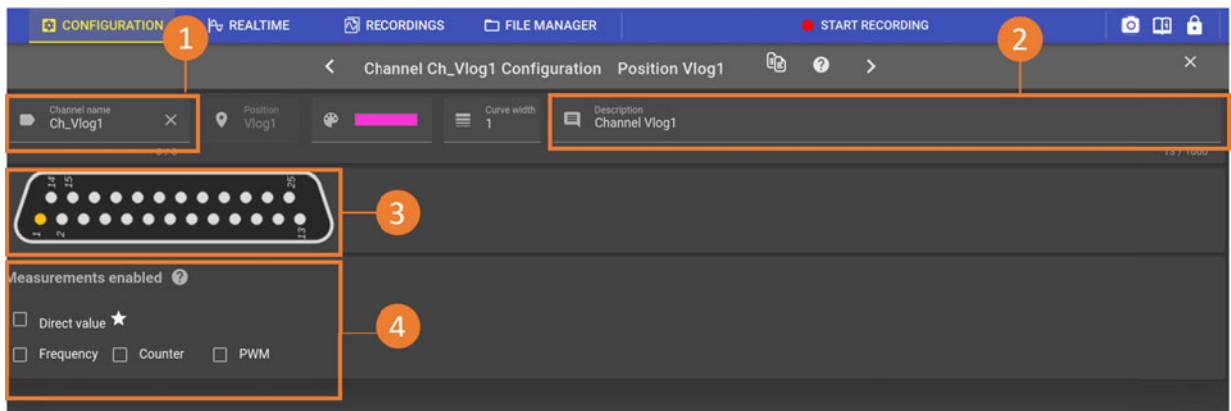 CONFIGURATION REALTIME RECORDINGS FILE MANAGER START RECORDING
1
2
Channel Ch_Vlog1 Configuration Position Vlog1
Channel name Position Curve width Description
Ch_Vlog1 Vlog1 1 Channel Vlog1
13 / 1000
14 15 25
3
1 2 13
Measurements enabled
Direct value
4
Frequency Counter PWM